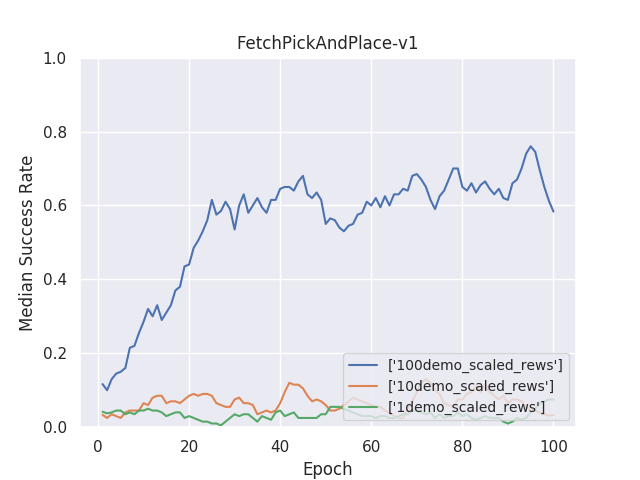 FetchPickAndPlace-v1
Median Success Rate
1.0
0.8
0.6
0.4
0.2
0.0
['100demo_scaled_rews']
['10demo_scaled_rews']
['1demo_scaled_rews']
0 20 40 60 80 100
Epoch